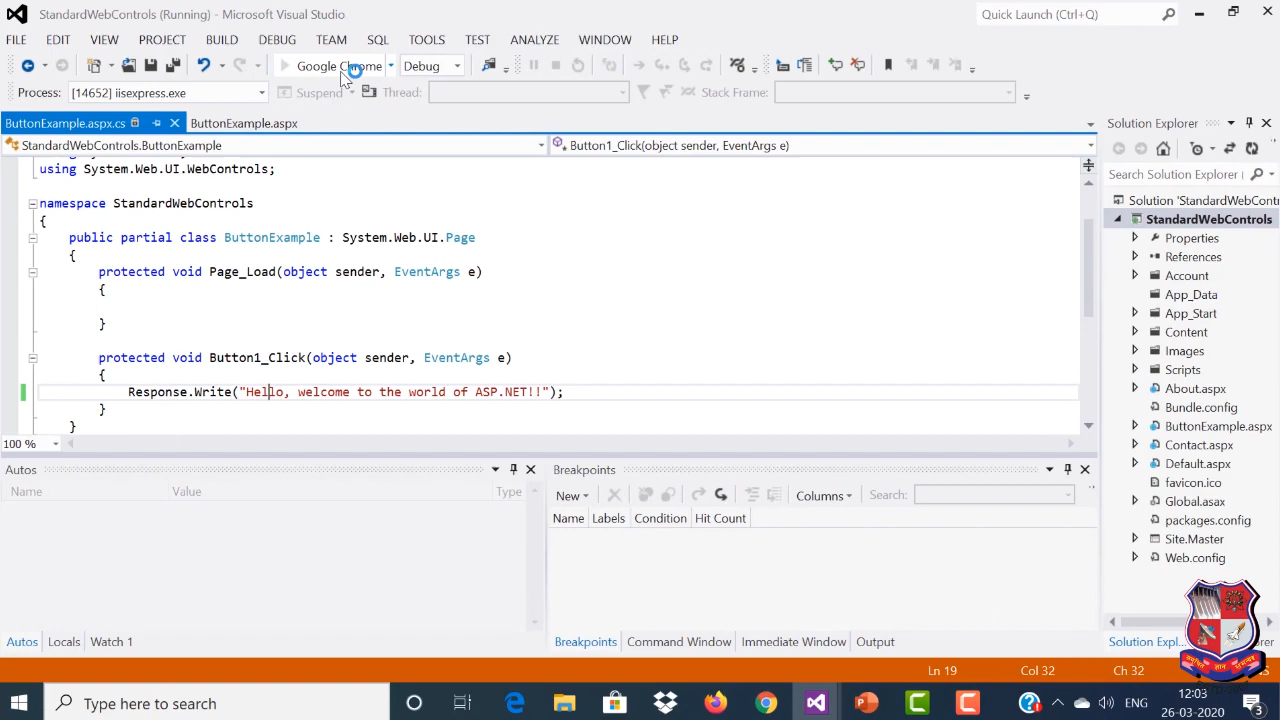 StandardWebControls (Running) - Microsoft Visual Studio
Quick Launch (Ctrl+Q)
FILE EDIT VIEW PROJECT BUILD DEBUG TEAM SQL TOOLS TEST ANALYZE WINDOW HELP
Google Chrome Debug
Process: [14652] iisexpress.exe Suspend Thread: Stack Frame:
ButtonExample.aspx.cs ButtonExample.aspx
StandardWebControls.ButtonExample Button1_Click(object sender, EventArgs e)
using System.Web.UI.WebControls;
namespace StandardWebControls
{
public partial class ButtonExample : System.Web.UI.Page
{
protected void Page_Load(object sender, EventArgs e)
{
}
protected void Button1_Click(object sender, EventArgs e)
{
Response.Write("Hello, welcome to the world of ASP.NET!!");
}
}
100 %
Autos
Name Value Type
Autos Locals Watch 1
Breakpoints
New Columns Search:
Name Labels Condition Hit Count
Breakpoints Command Window Immediate Window Output
Solution Explorer
Search Solution Explorer (
Solution 'StandardWebContr
StandardWebControls
Properties
References
Account
App_Data
App_Start
Content
Images
Scripts
About.aspx
Bundle.config
ButtonExample.aspx
Contact.aspx
Default.aspx
favicon.ico
Global.asax
packages.config
Site.Master
Web.config
Solution Expl...
Ln 19 Col 32 Ch 32
Type here to search
ENG 12:03
26-03-2020
3